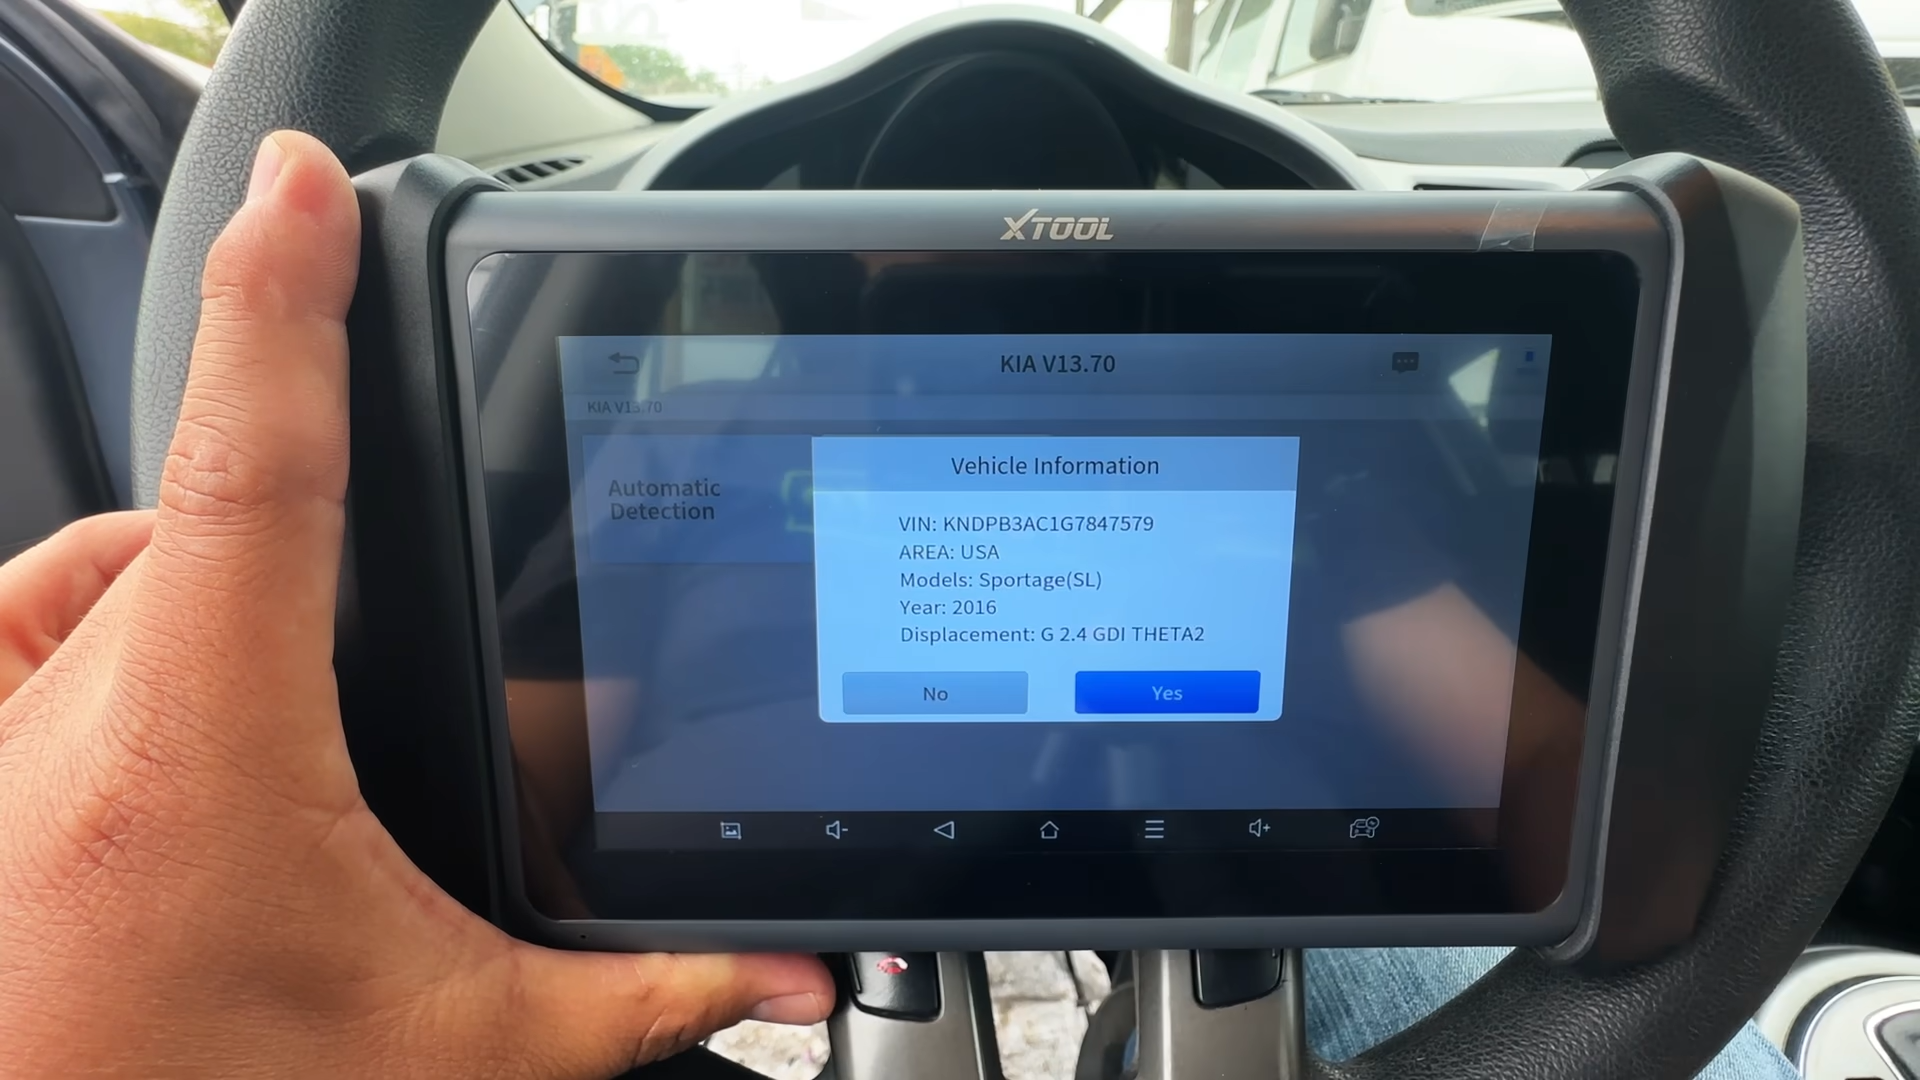 XTOOL
KIA V13.70
KIA V13.70
Automatic
Detection
Vehicle Information
VIN: KNDPB3AC1G7847579
AREA: USA
Models: Sportage(SL)
Year: 2016
Displacement: G 2.4 GDI THETA2
No
Yes